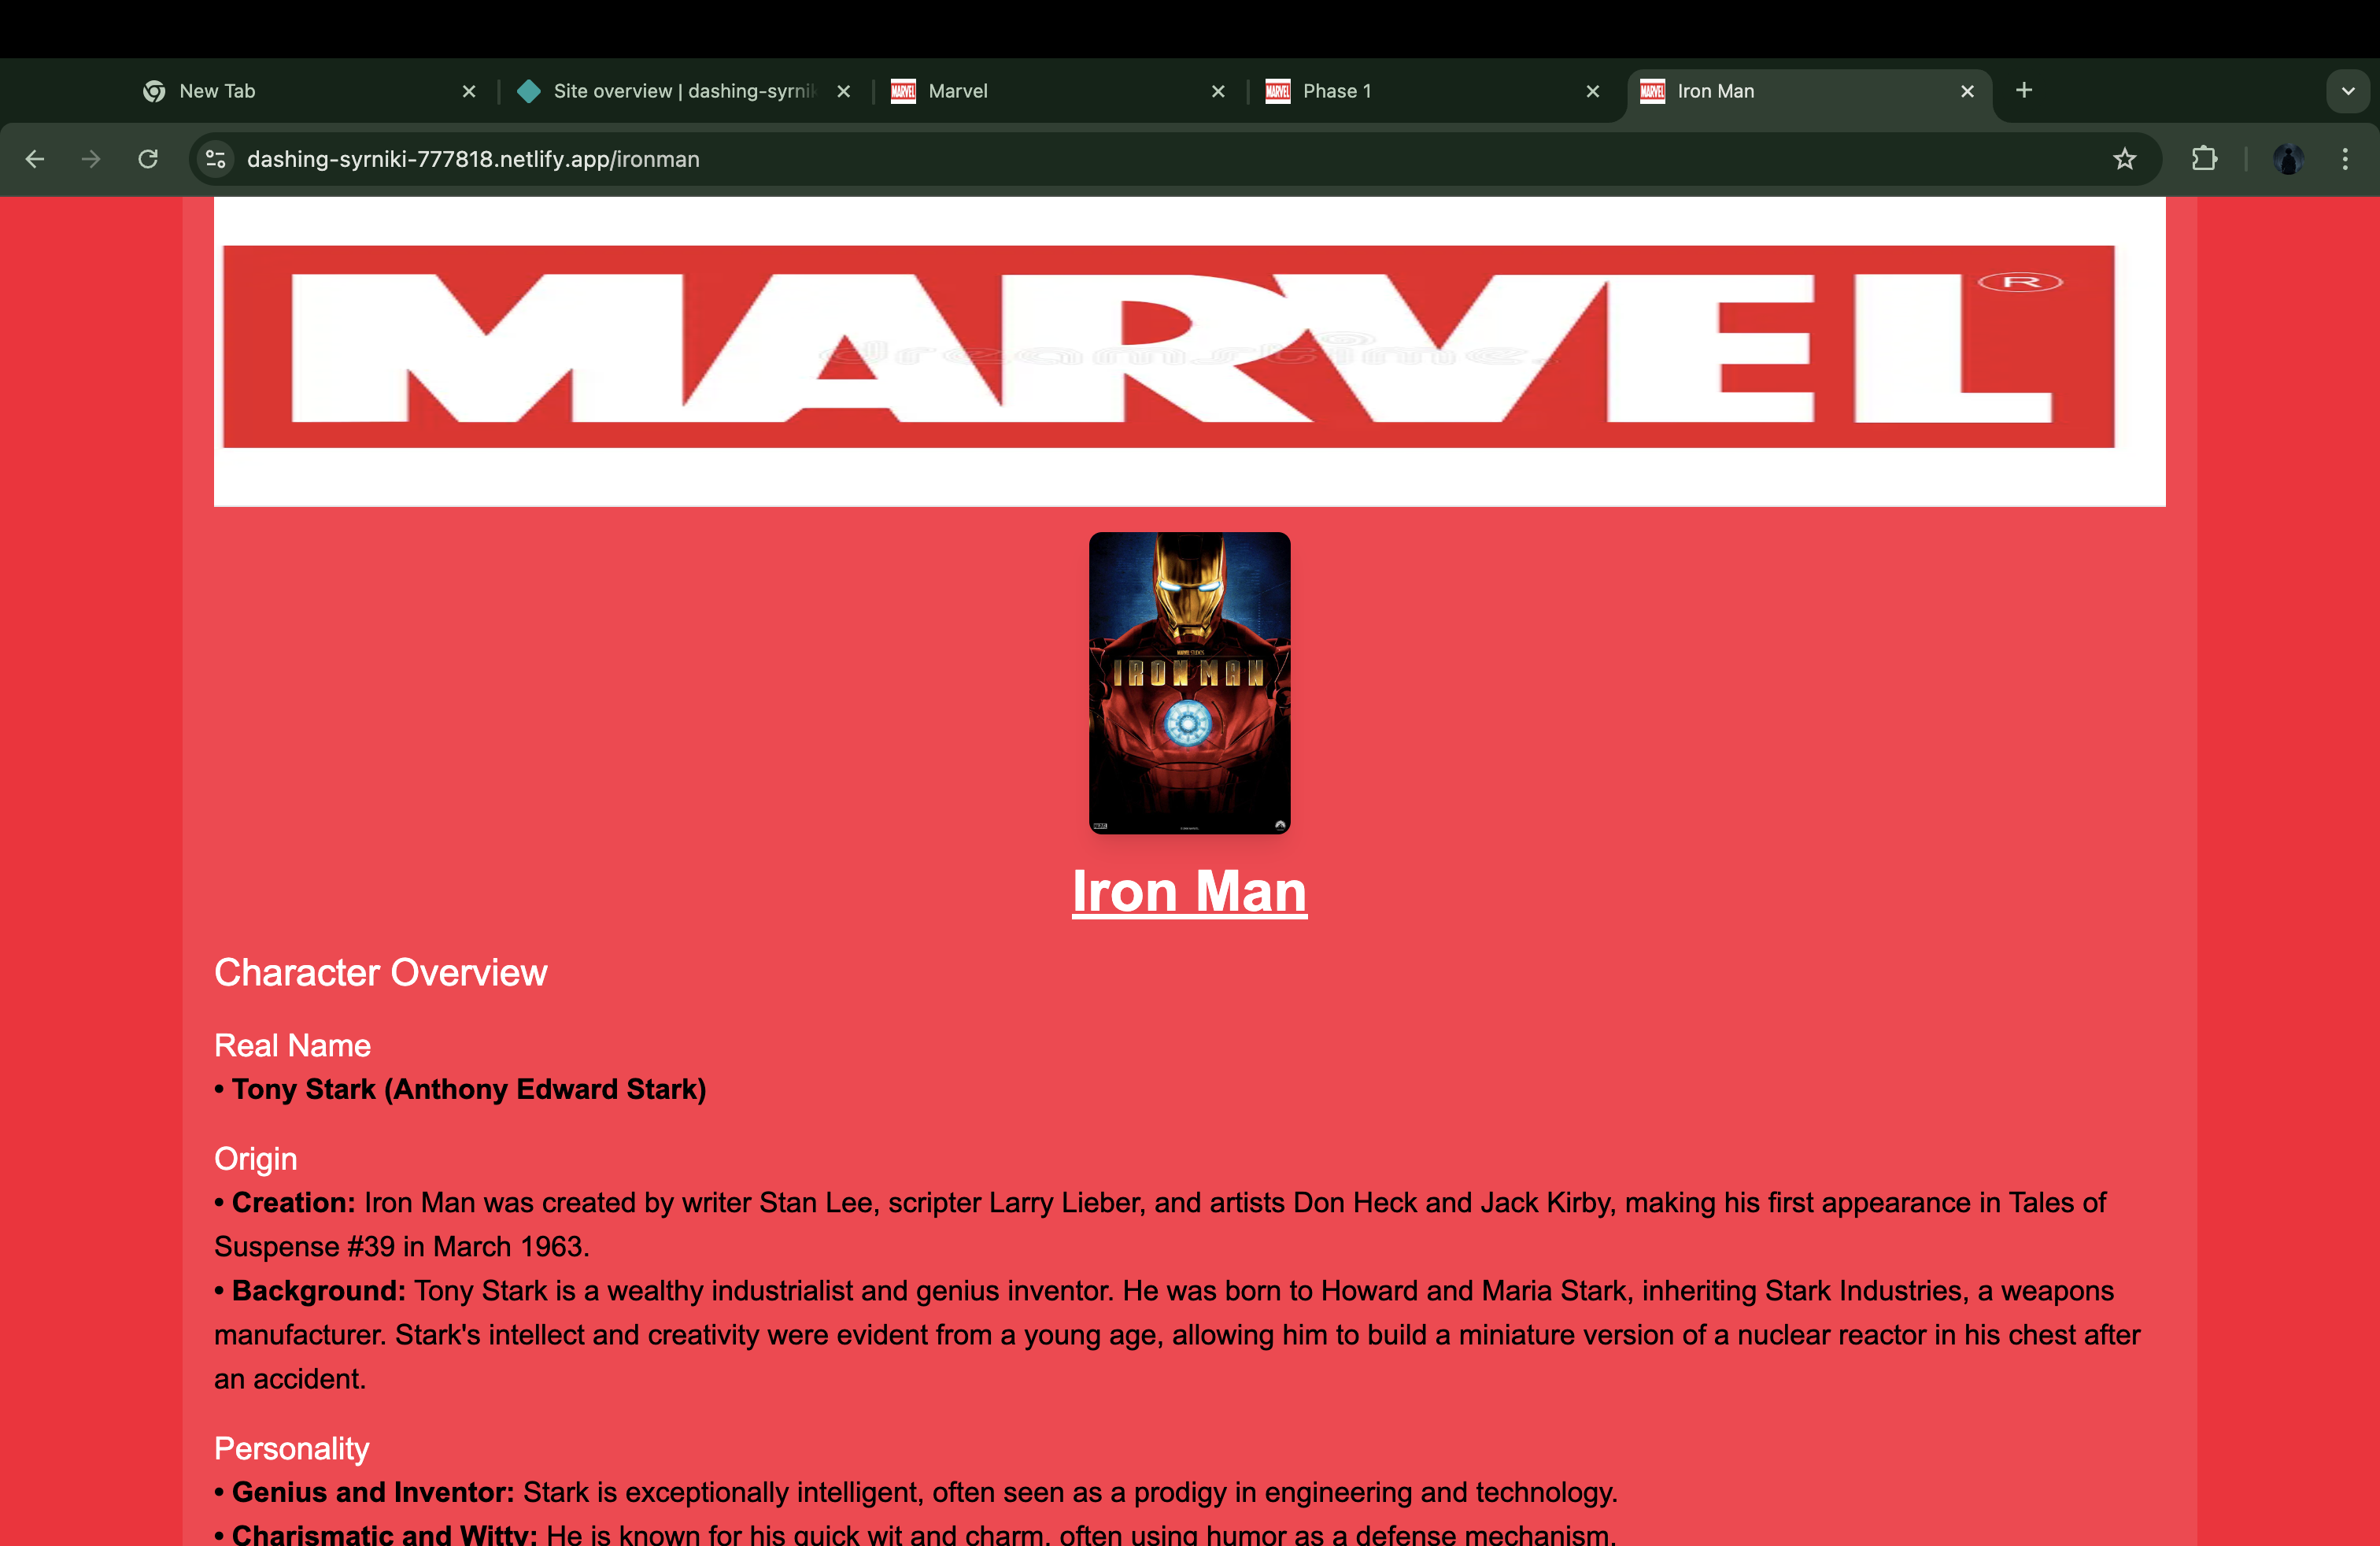 New Tab
Site overview | dashing-syrni
Marvel
Phase 1
Iron Man
dashing-syrniki-777818.netlify.app/ironman
MARVEL ®
dreamstime.
MARVEL STUDIOS
IRON MAN
Iron Man
Character Overview
Real Name
• Tony Stark (Anthony Edward Stark)
Origin
• Creation: Iron Man was created by writer Stan Lee, scripter Larry Lieber, and artists Don Heck and Jack Kirby, making his first appearance in Tales of
Suspense #39 in March 1963.
• Background: Tony Stark is a wealthy industrialist and genius inventor. He was born to Howard and Maria Stark, inheriting Stark Industries, a weapons
manufacturer. Stark's intellect and creativity were evident from a young age, allowing him to build a miniature version of a nuclear reactor in his chest after
an accident.
Personality
• Genius and Inventor: Stark is exceptionally intelligent, often seen as a prodigy in engineering and technology.
• Charismatic and Witty: He is known for his quick wit and charm, often using humor as a defense mechanism.